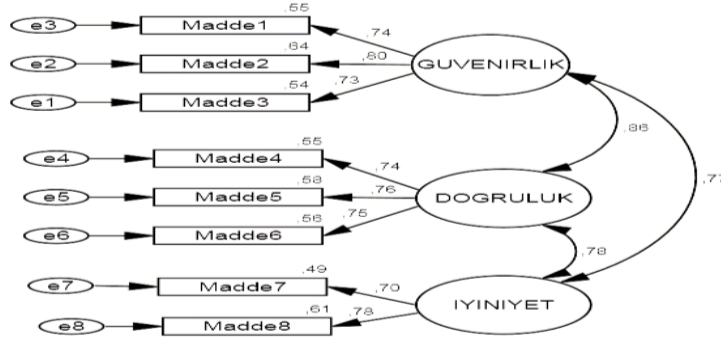 ,55
e3 Madde1 ,74
,64
e2 Madde2 ,80 GUVENIRLIK
,54
e1 Madde3 ,73
,86
,55
e4 Madde4 ,74
,58
e5 Madde5 ,76 DOGRULUK
,56
e6 Madde6 ,75
,77
,78
,49
e7 Madde7 ,70
IYINIYET
,61
e8 Madde8 ,78